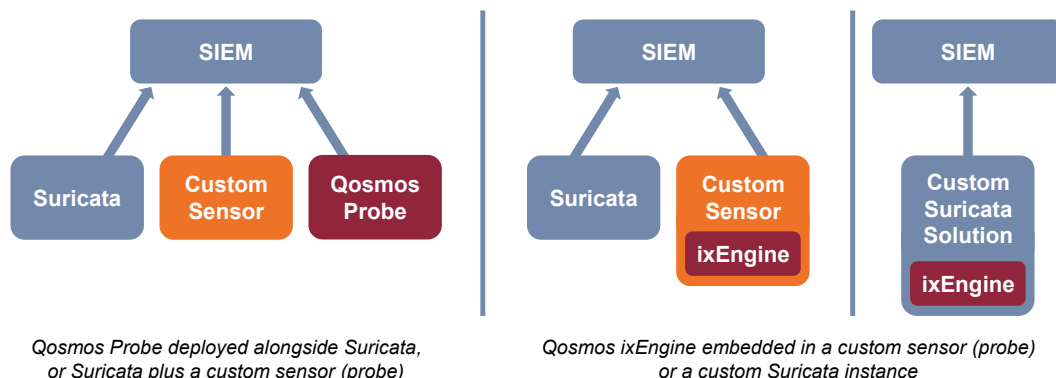 SIEM
Suricata
Custom
Sensor
Qosmos
Probe
Qosmos Probe deployed alongside Suricata,
or Suricata plus a custom sensor (probe)
SIEM
Suricata
Custom
Sensor
ixEngine
SIEM
Custom
Suricata
Solution
ixEngine
Qosmos ixEngine embedded in a custom sensor (probe)
or a custom Suricata instance